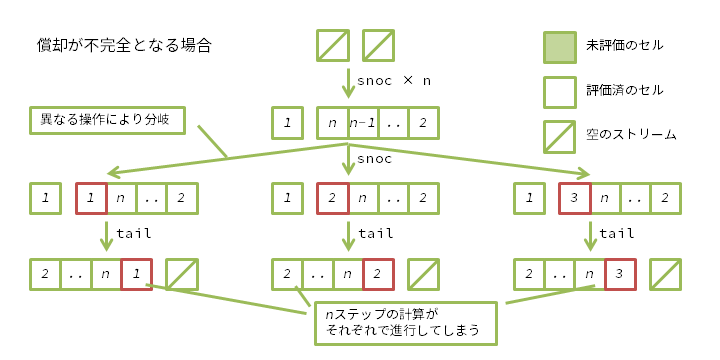 償却が不完全となる場合
未評価のセル
snoc × n
評価済のセル
異なる操作により分岐
1 n n-1 .. 2
空のストリーム
snoc
1 1 n .. 2
1 2 n .. 2
1 3 n .. 2
tail
tail
tail
2 .. n 1
2 .. n 2
2 .. n 3
nステップの計算が
それぞれで進行してしまう